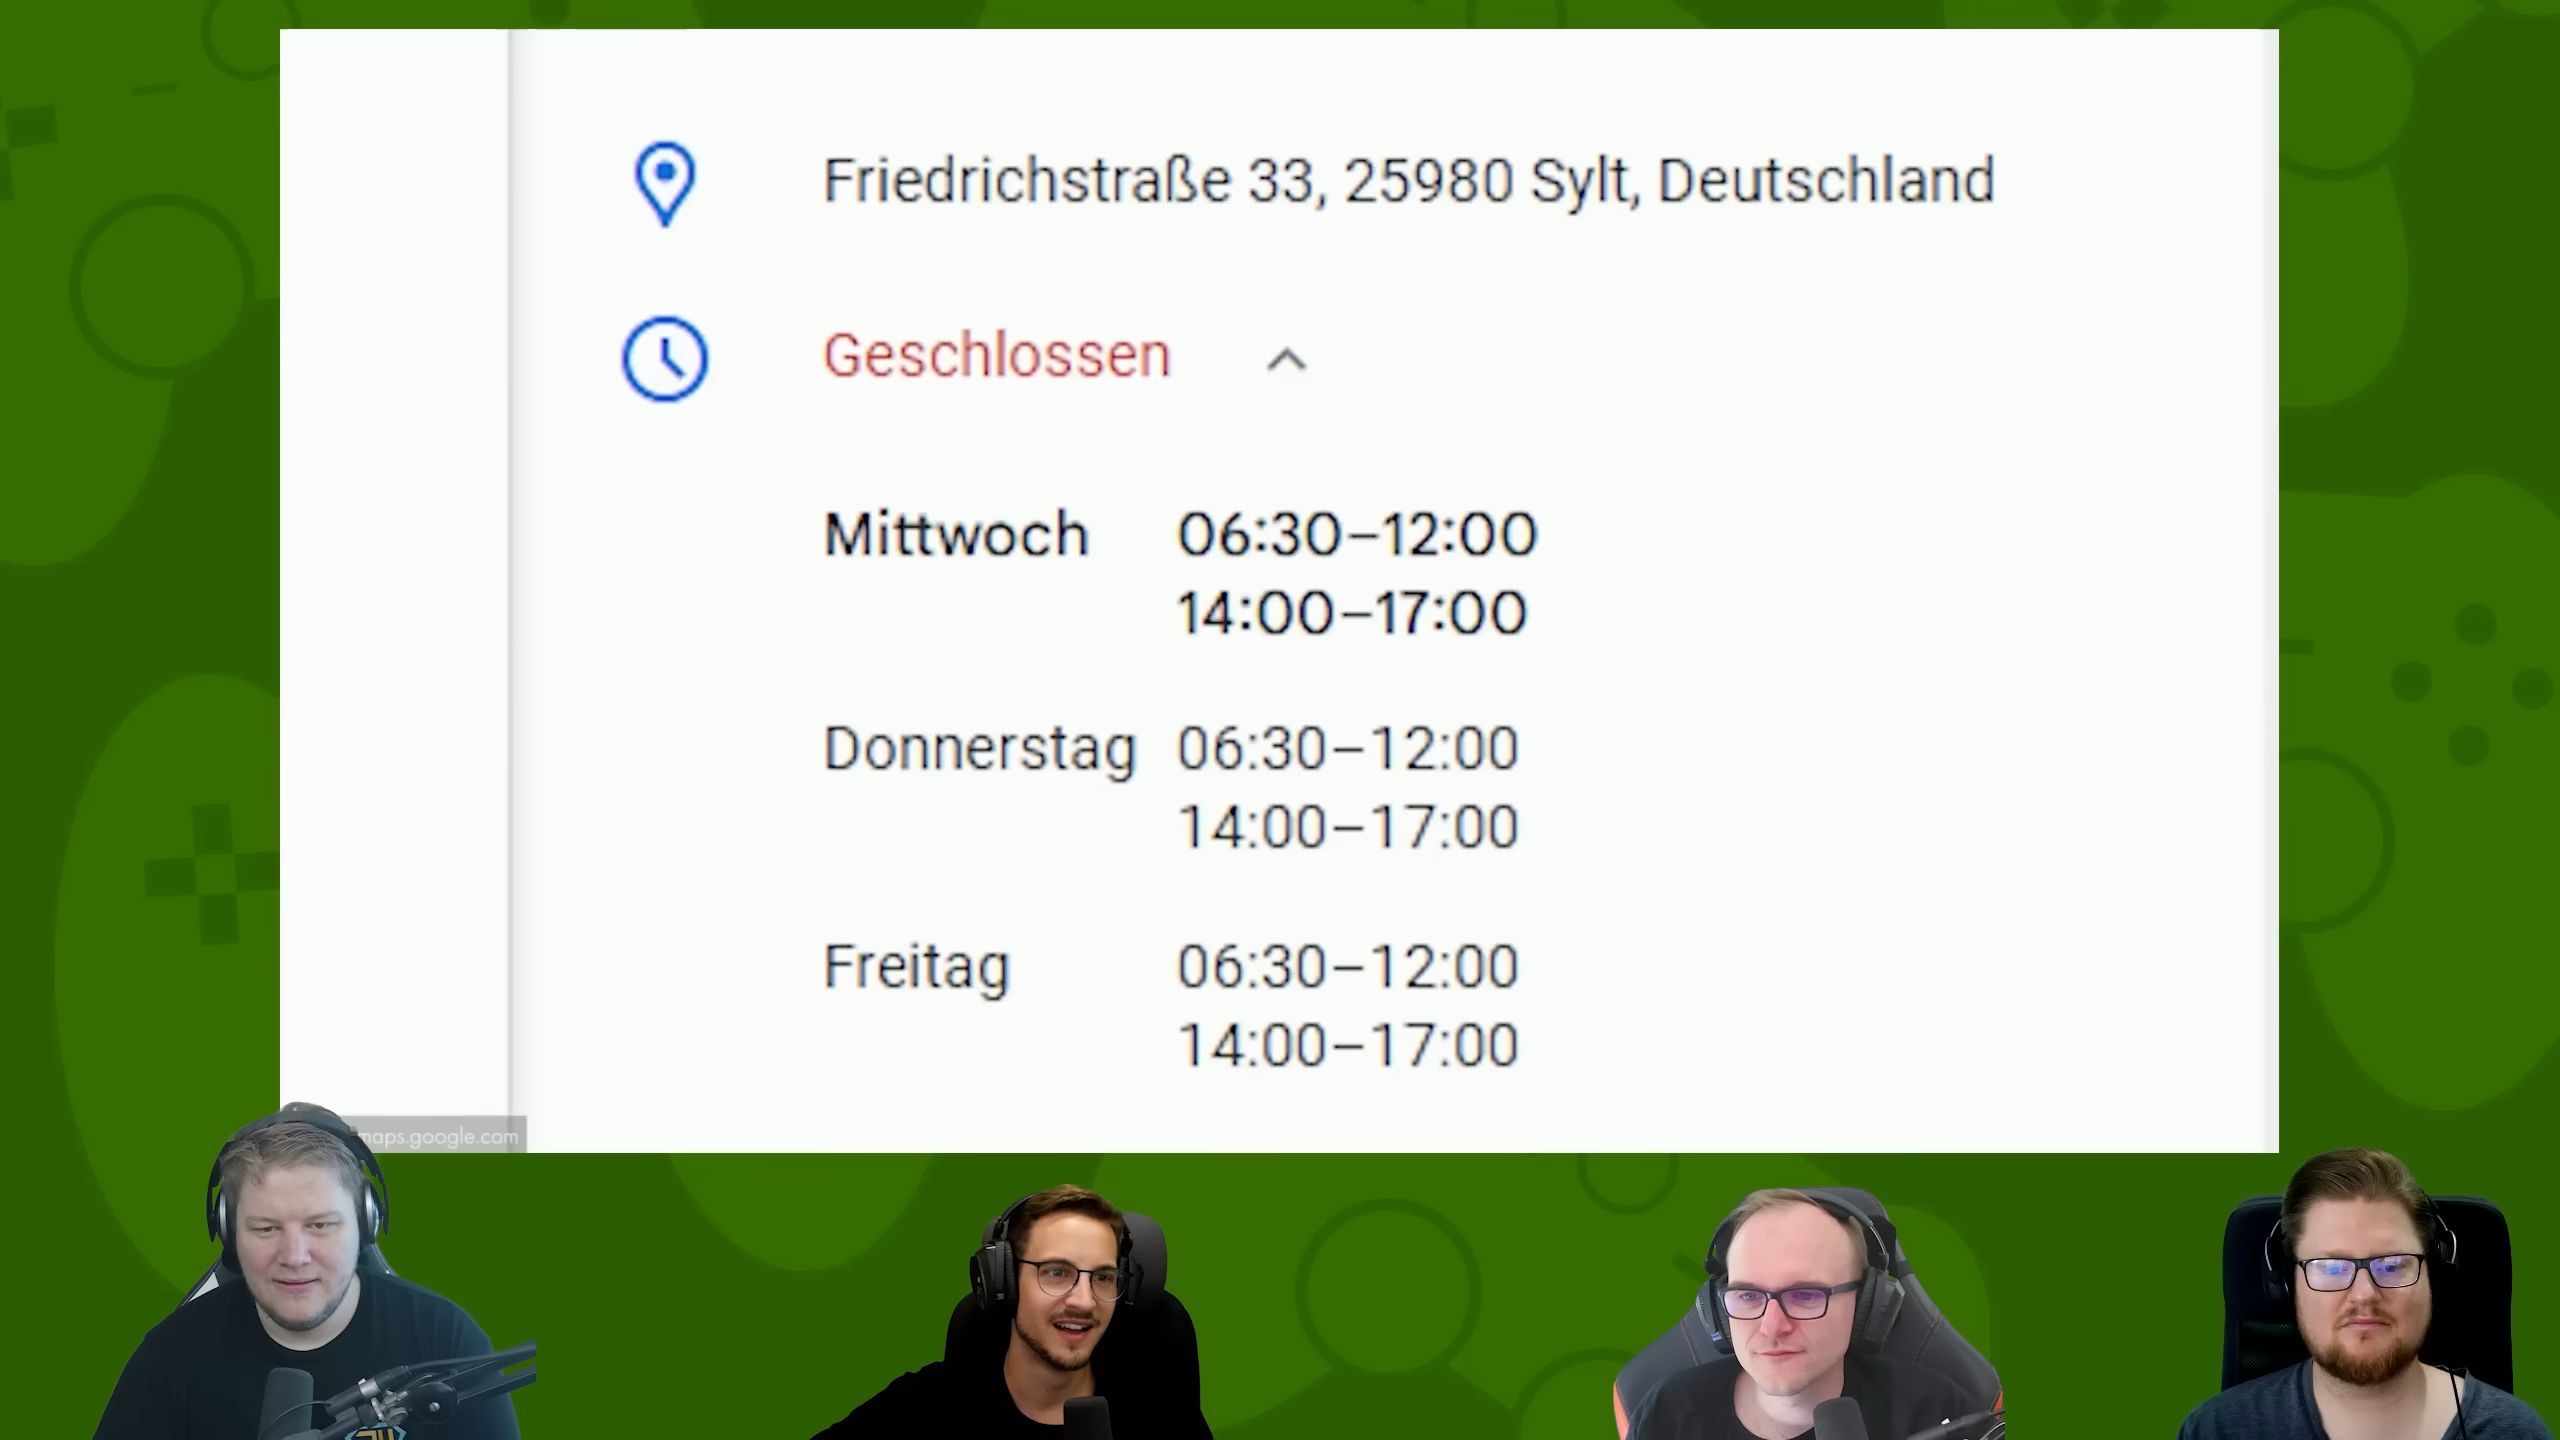 Friedrichstraße 33, 25980 Sylt, Deutschland
Geschlossen
Mittwoch 06:30–12:00
14:00–17:00
Donnerstag 06:30–12:00
14:00–17:00
Freitag 06:30–12:00
14:00–17:00
maps.google.com